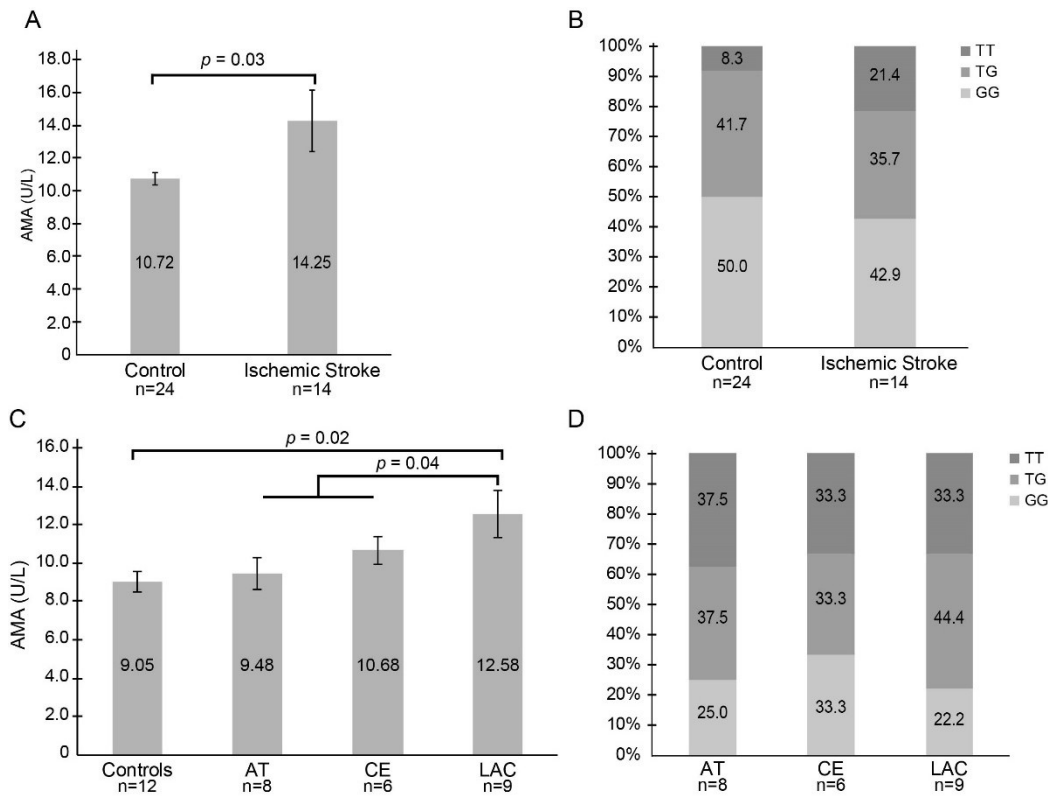 A
18.0
16.0
14.0
12.0
10.0
8.0
6.0
4.0
2.0
0
AMA (U/L)
p = 0.03
10.72
14.25
Control
n=24
Ischemic Stroke
n=14
B
100%
90%
80%
70%
60%
50%
40%
30%
20%
10%
0%
8.3
41.7
50.0
21.4
35.7
42.9
Control
n=24
Ischemic Stroke
n=14
TT
TG
GG
C
16.0
14.0
12.0
10.0
8.0
6.0
4.0
2.0
0
AMA (U/L)
p = 0.02
p = 0.04
9.05
9.48
10.68
12.58
Controls
n=12
AT
n=8
CE
n=6
LAC
n=9
D
100%
90%
80%
70%
60%
50%
40%
30%
20%
10%
0%
37.5
37.5
25.0
33.3
33.3
33.3
33.3
44.4
22.2
AT
n=8
CE
n=6
LAC
n=9
TT
TG
GG